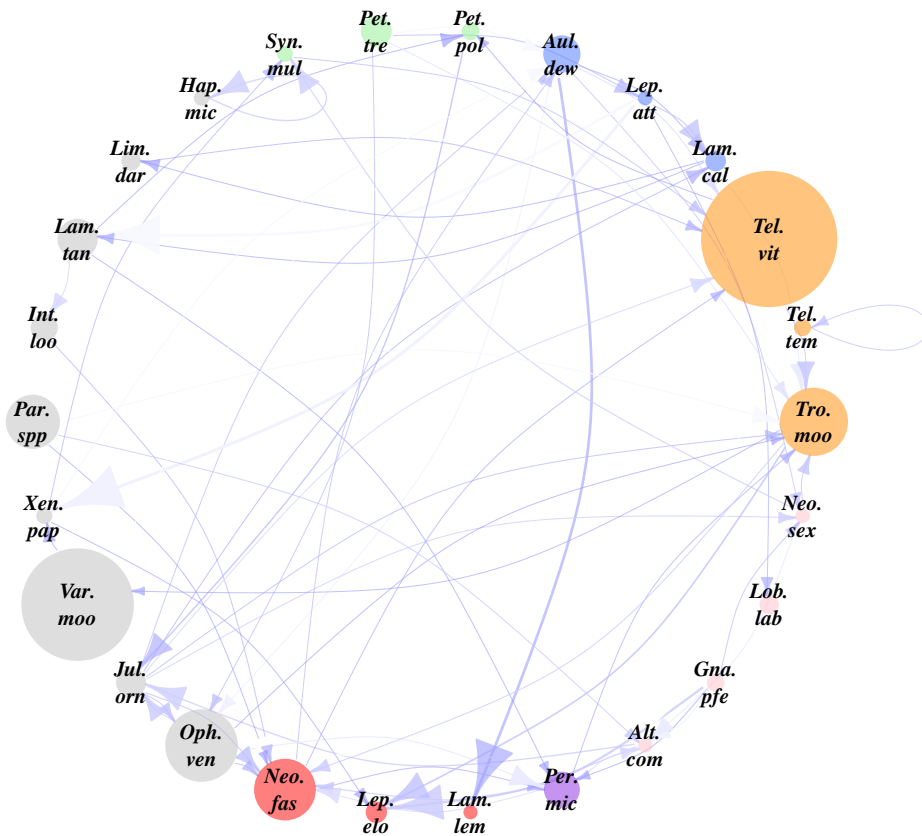 Pet.
tre
Pet.
pol
Aul.
dew
Lep.
att
Lam.
cal
Tel.
vit
Tel.
tem
Tro.
moo
Neo.
sex
Lob.
lab
Gna.
pfe
Alt.
com
Per.
mic
Lam.
lem
Lep.
elo
Neo.
fas
Oph.
ven
Jul.
orn
Var.
moo
Xen.
pap
Par.
spp
Int.
loo
Lam.
tan
Lim.
dar
Hap.
mic
Syn.
mul